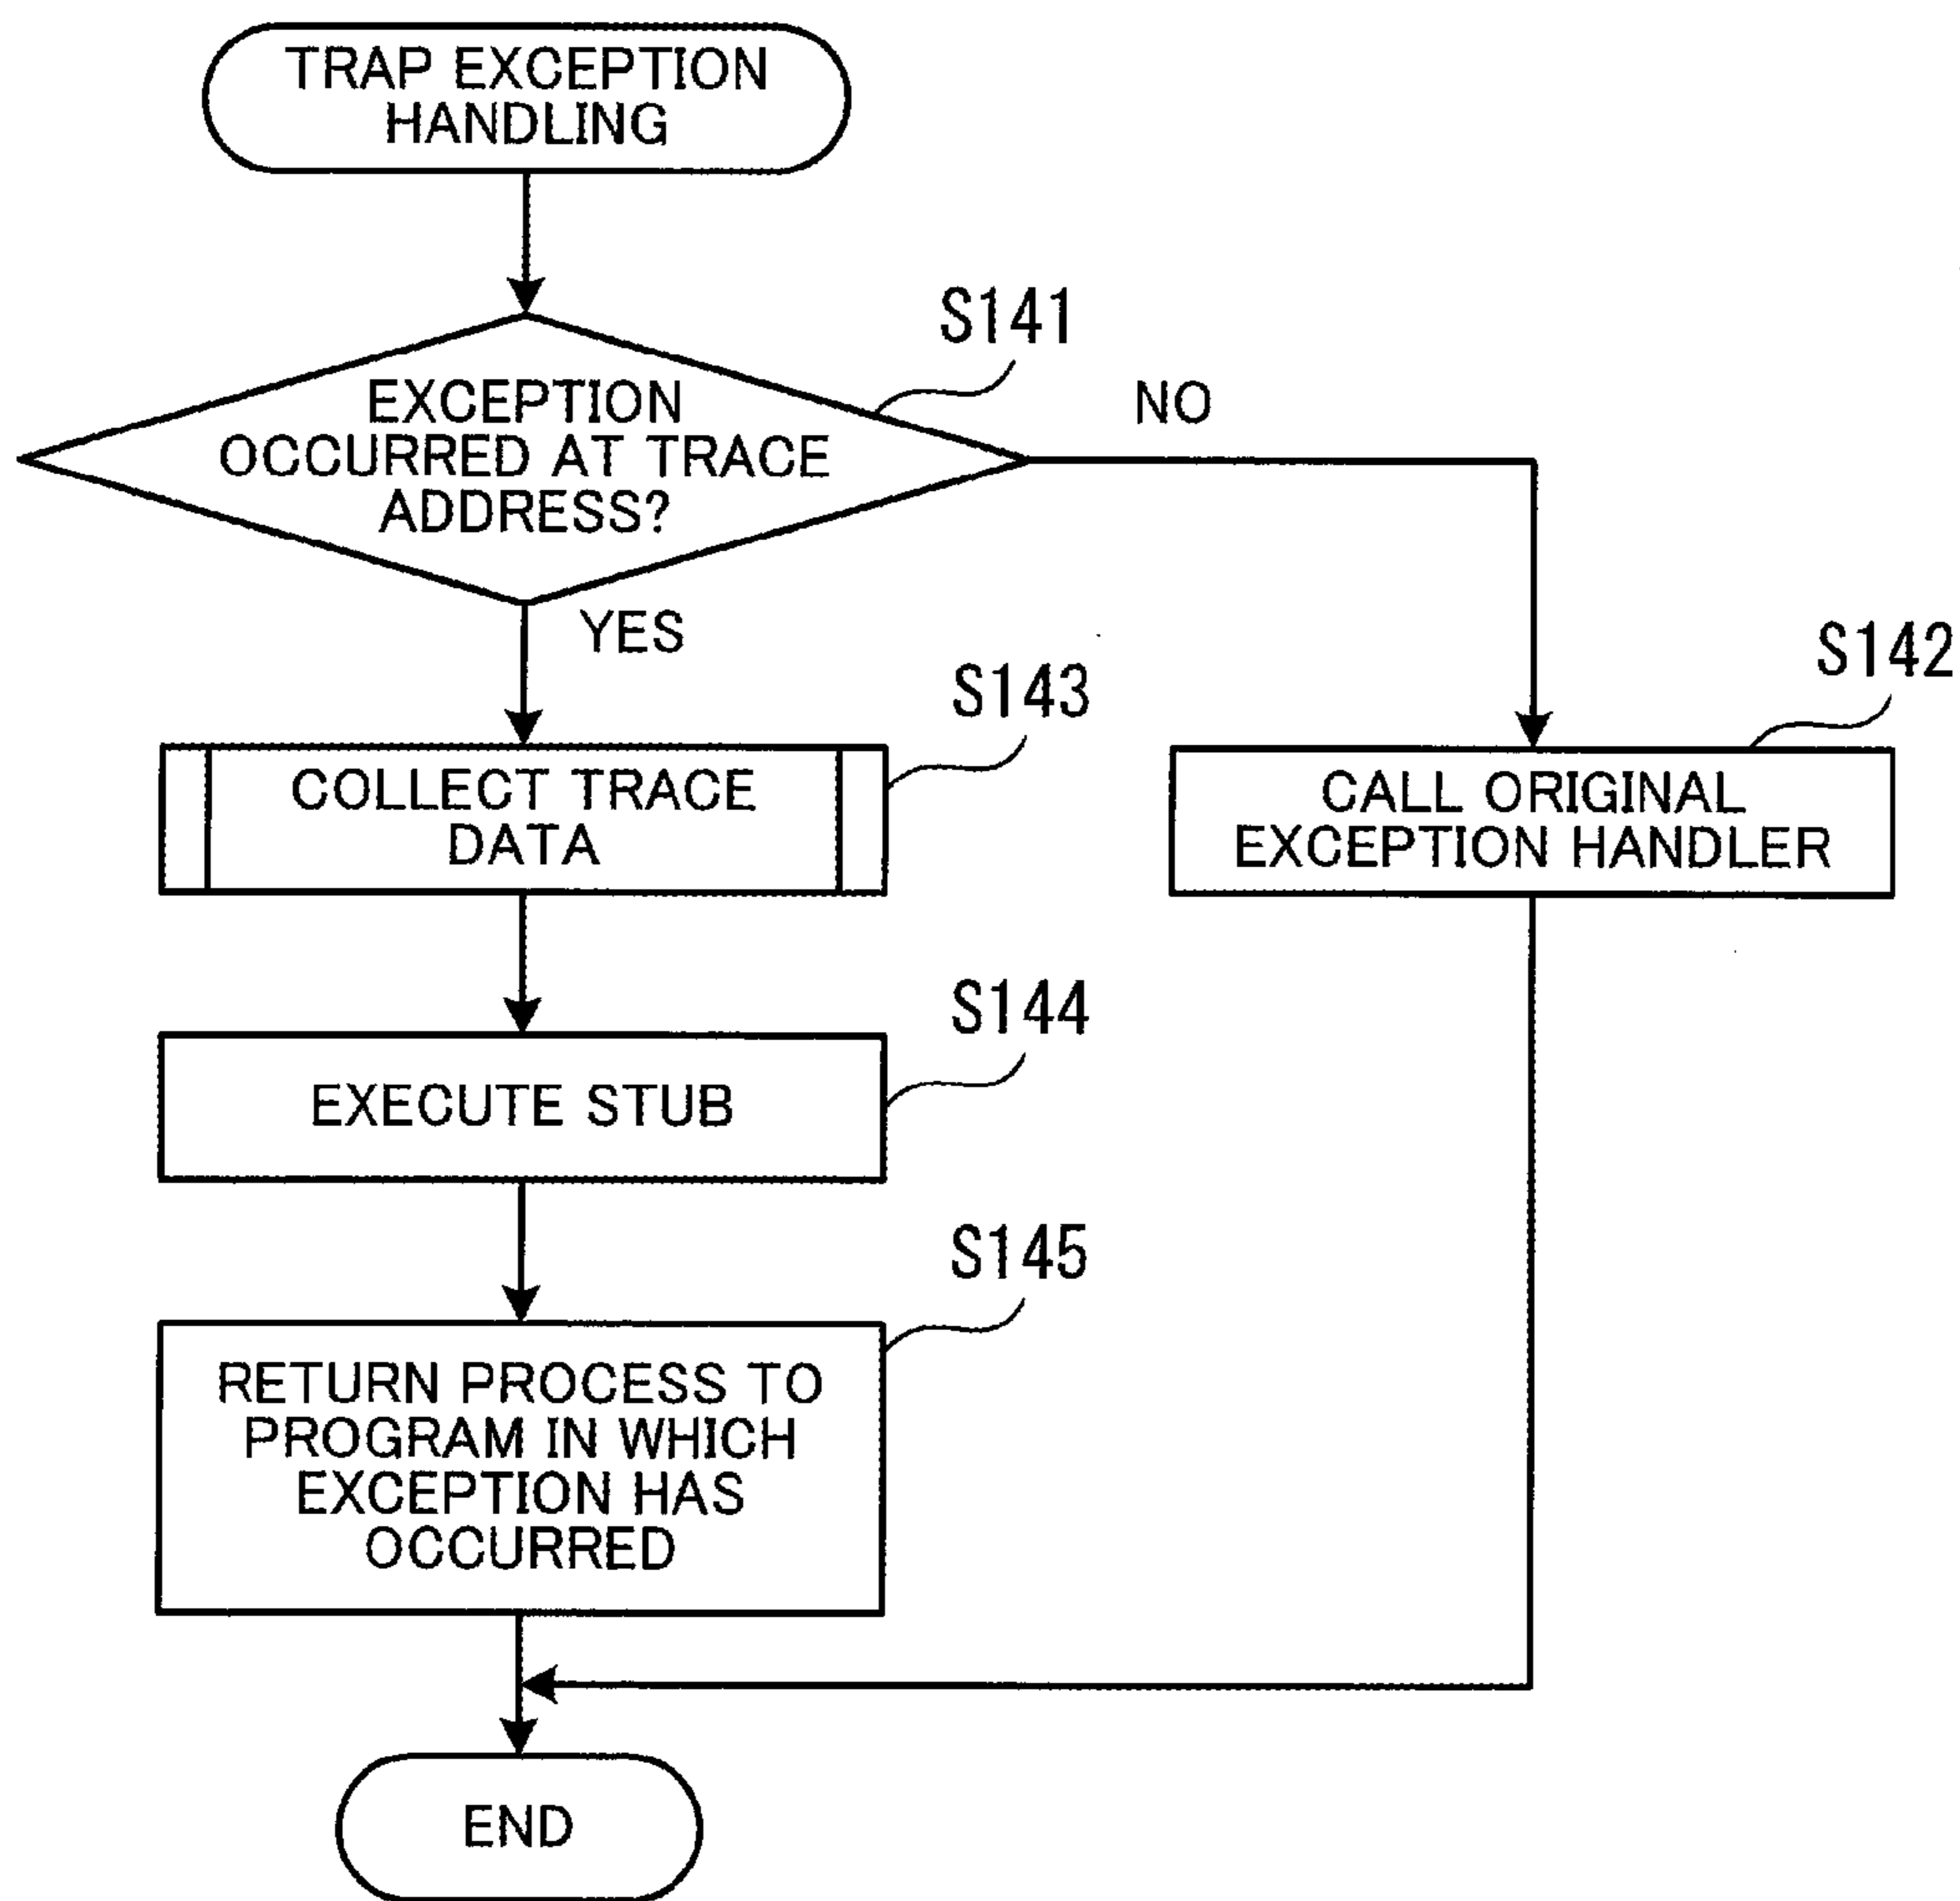 TRAP EXCEPTION
HANDLING
S141
EXCEPTION
OCCURRED AT TRACE
ADDRESS?
NO
YES
S142
S143
COLLECT TRACE
DATA
CALL ORIGINAL
EXCEPTION HANDLER
S144
EXECUTE STUB
S145
RETURN PROCESS TO
PROGRAM IN WHICH
EXCEPTION HAS
OCCURRED
END